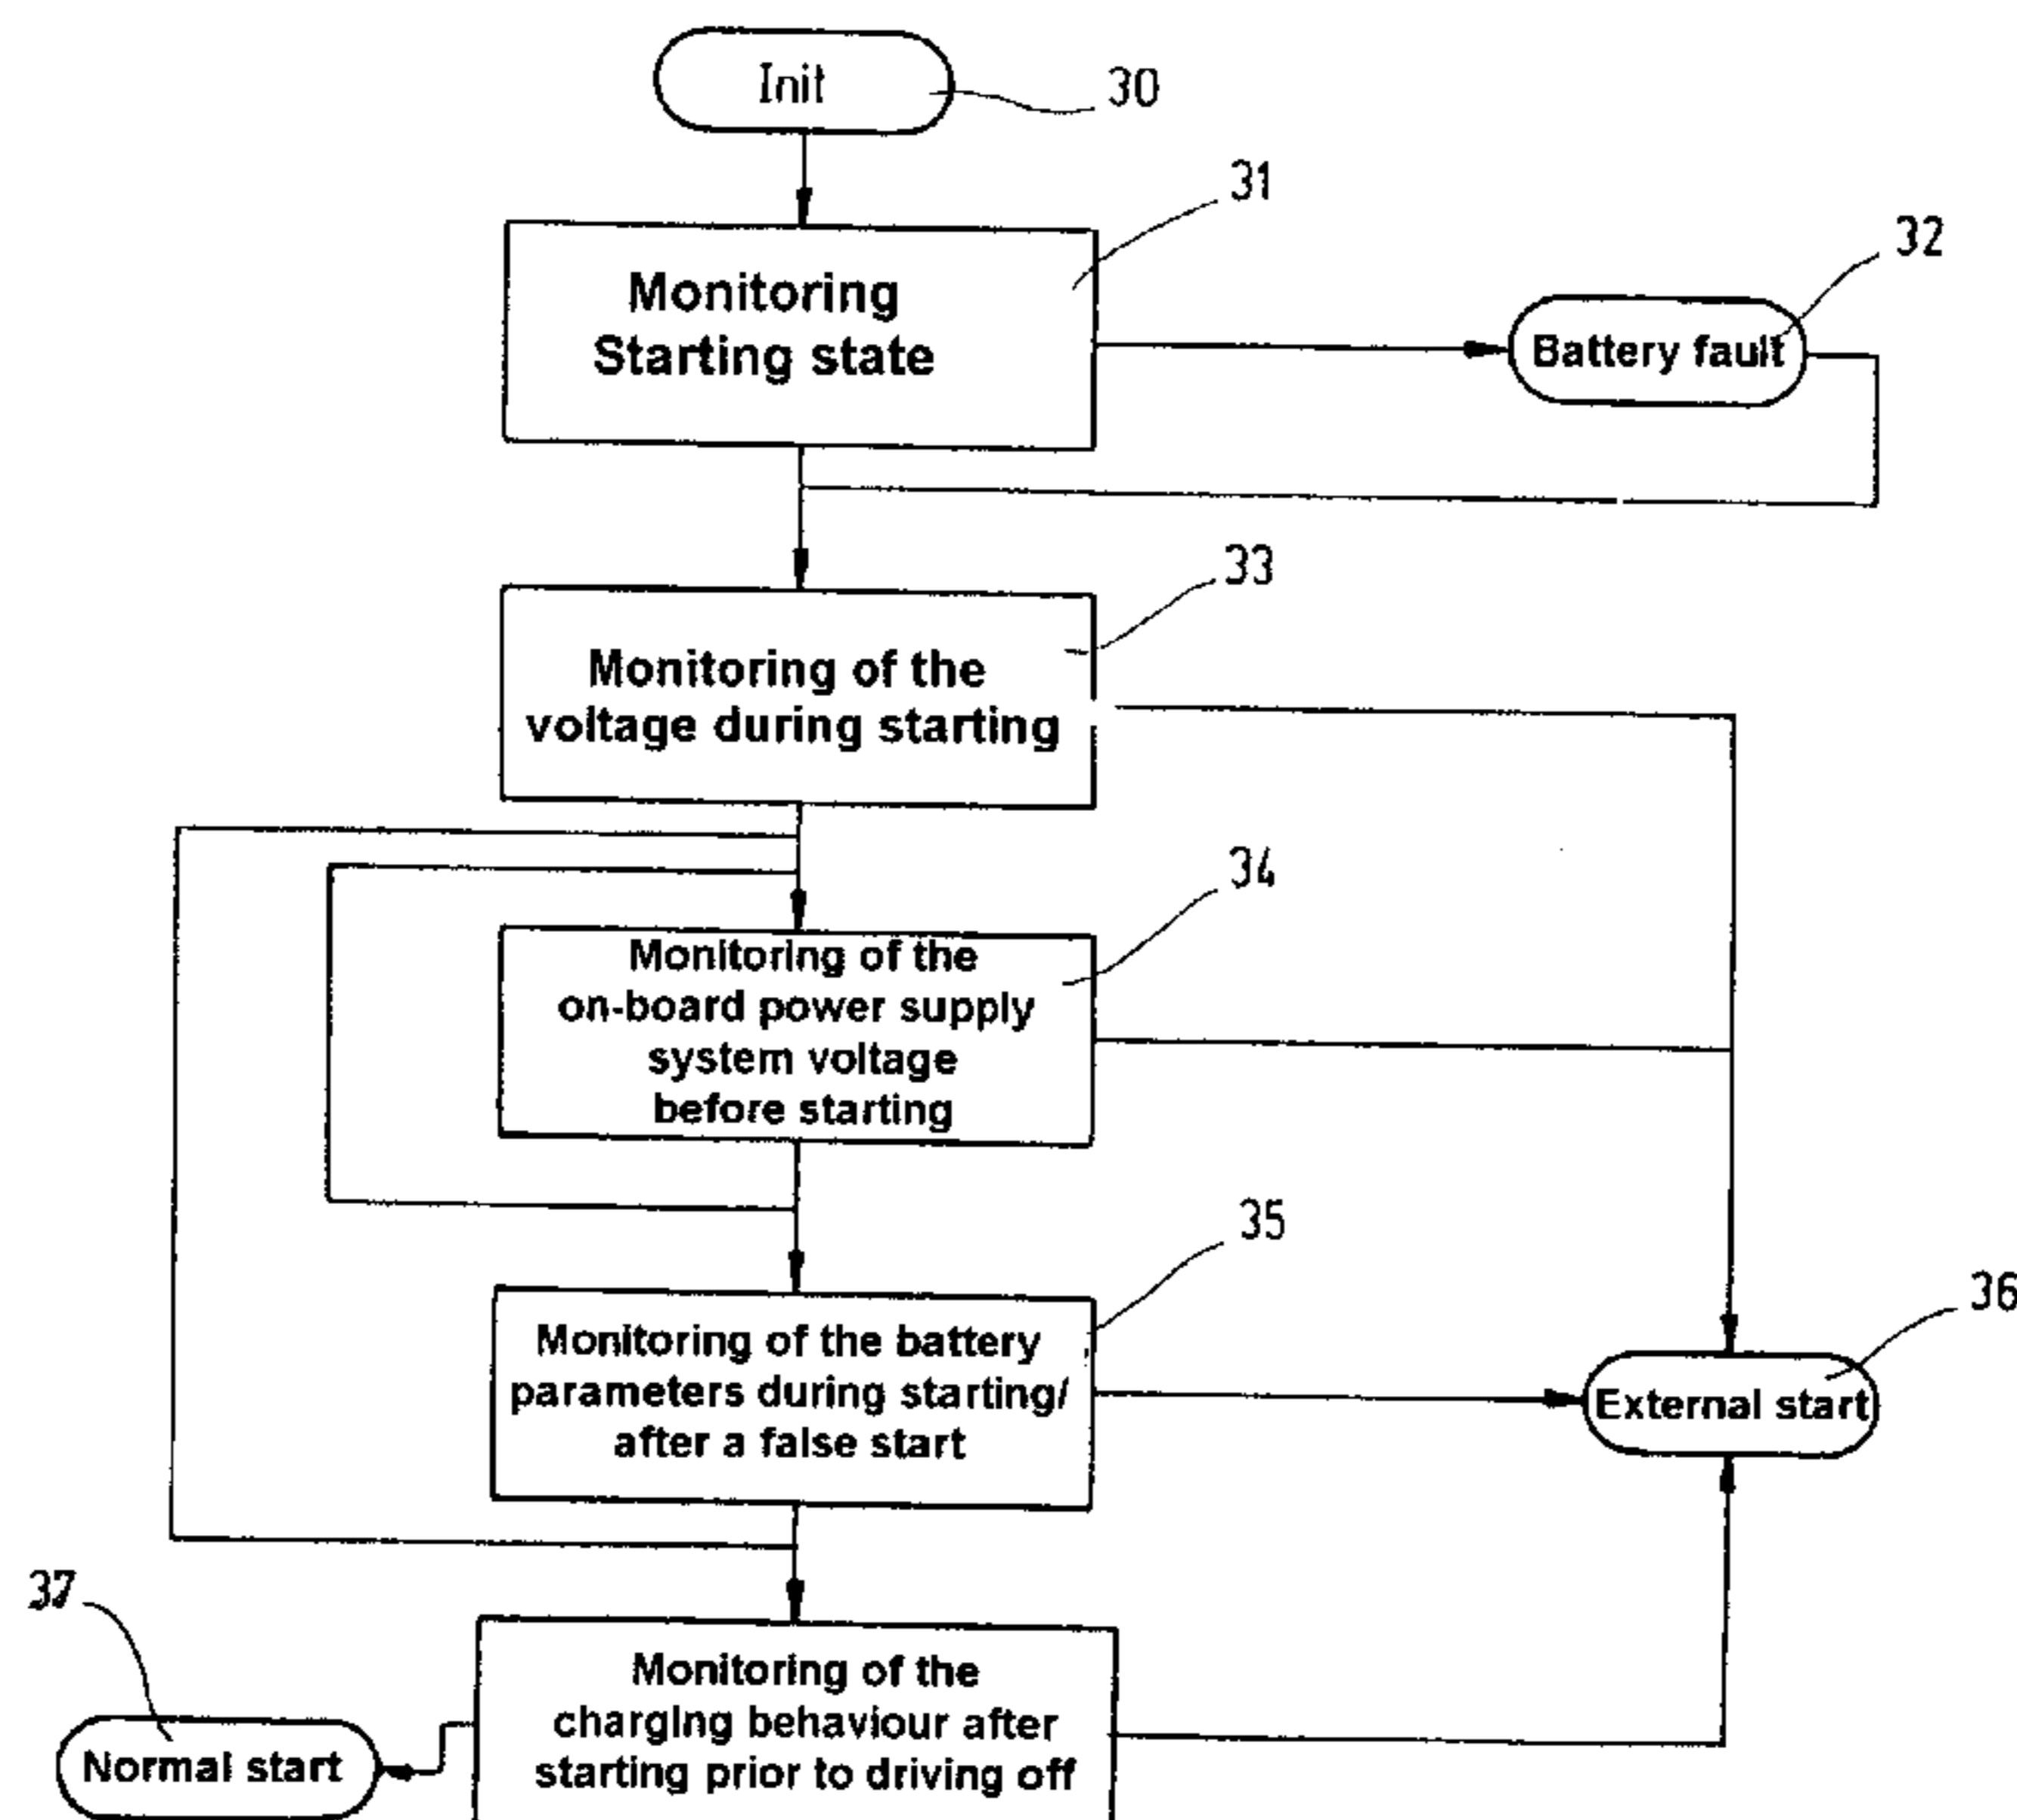 Init
30
31
Monitoring
Starting state
32
Battery fault
33
Monitoring of the
voltage during starting
34
Monitoring of the
on-board power supply
system voltage
before starting
35
Monitoring of the battery
parameters during starting/
after a false start
36
External start
37
Monitoring of the
charging behaviour after
starting prior to driving off
Normal start